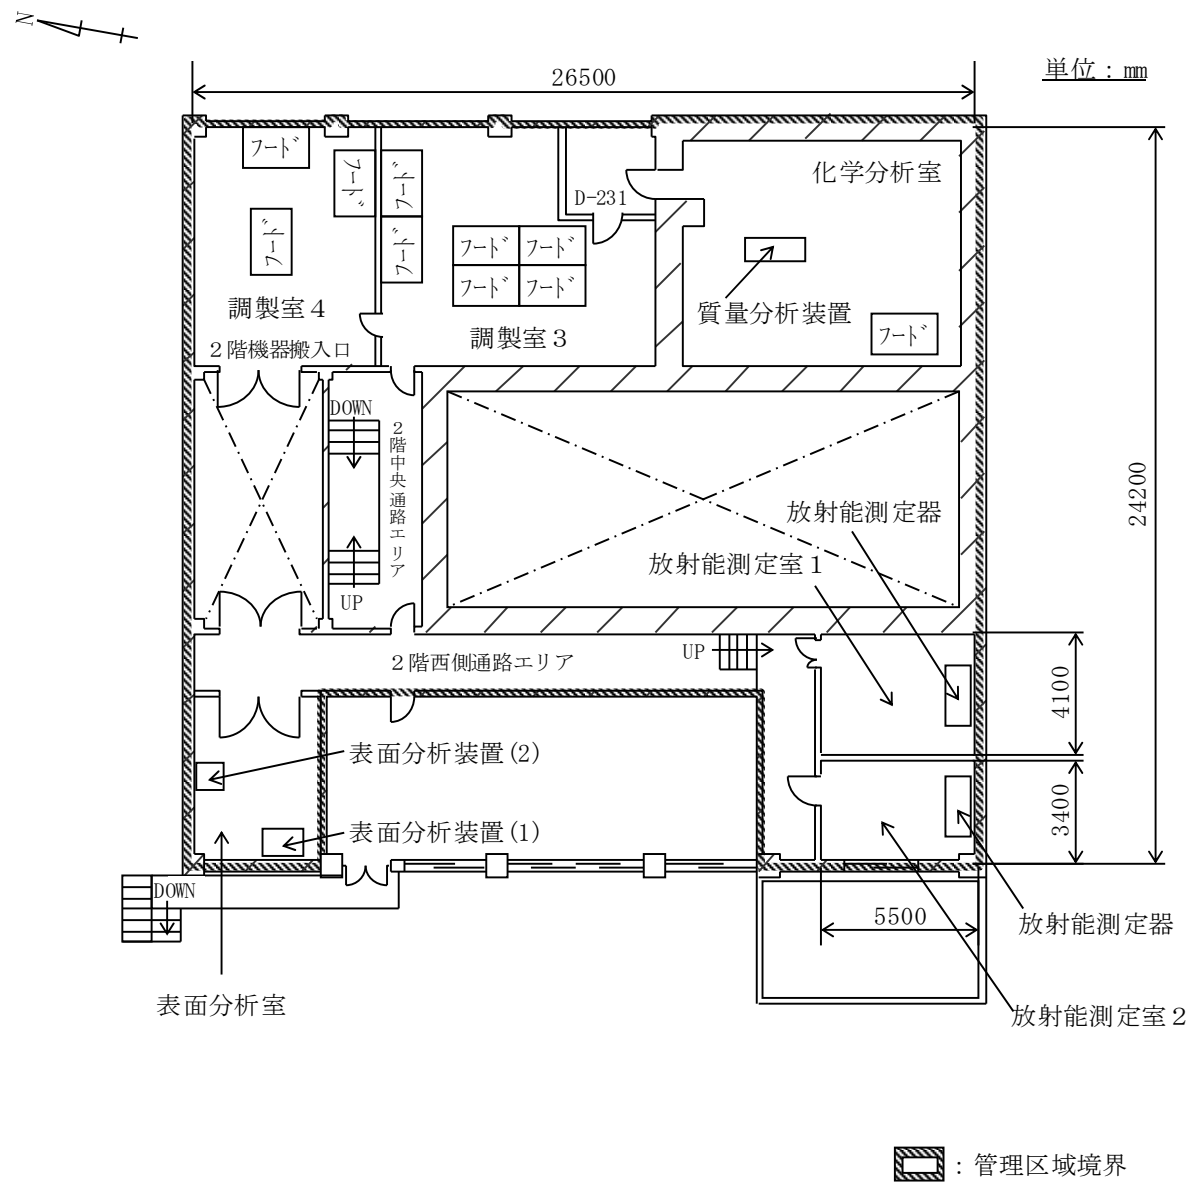 N
26500
単位：㎜
フード
フード
フード
フード
フード
フード
フード
フード
フード
D-231
化学分析室
質量分析装置
フード
調製室４
調製室３
２階機器搬入口
DOWN
２階中央通路エリア
UP
放射能測定器
放射能測定室１
24200
２階西側通路エリア
UP
4100
表面分析装置(2)
表面分析装置(1)
3400
DOWN
5500
放射能測定器
表面分析室
放射能測定室２
：管理区域境界